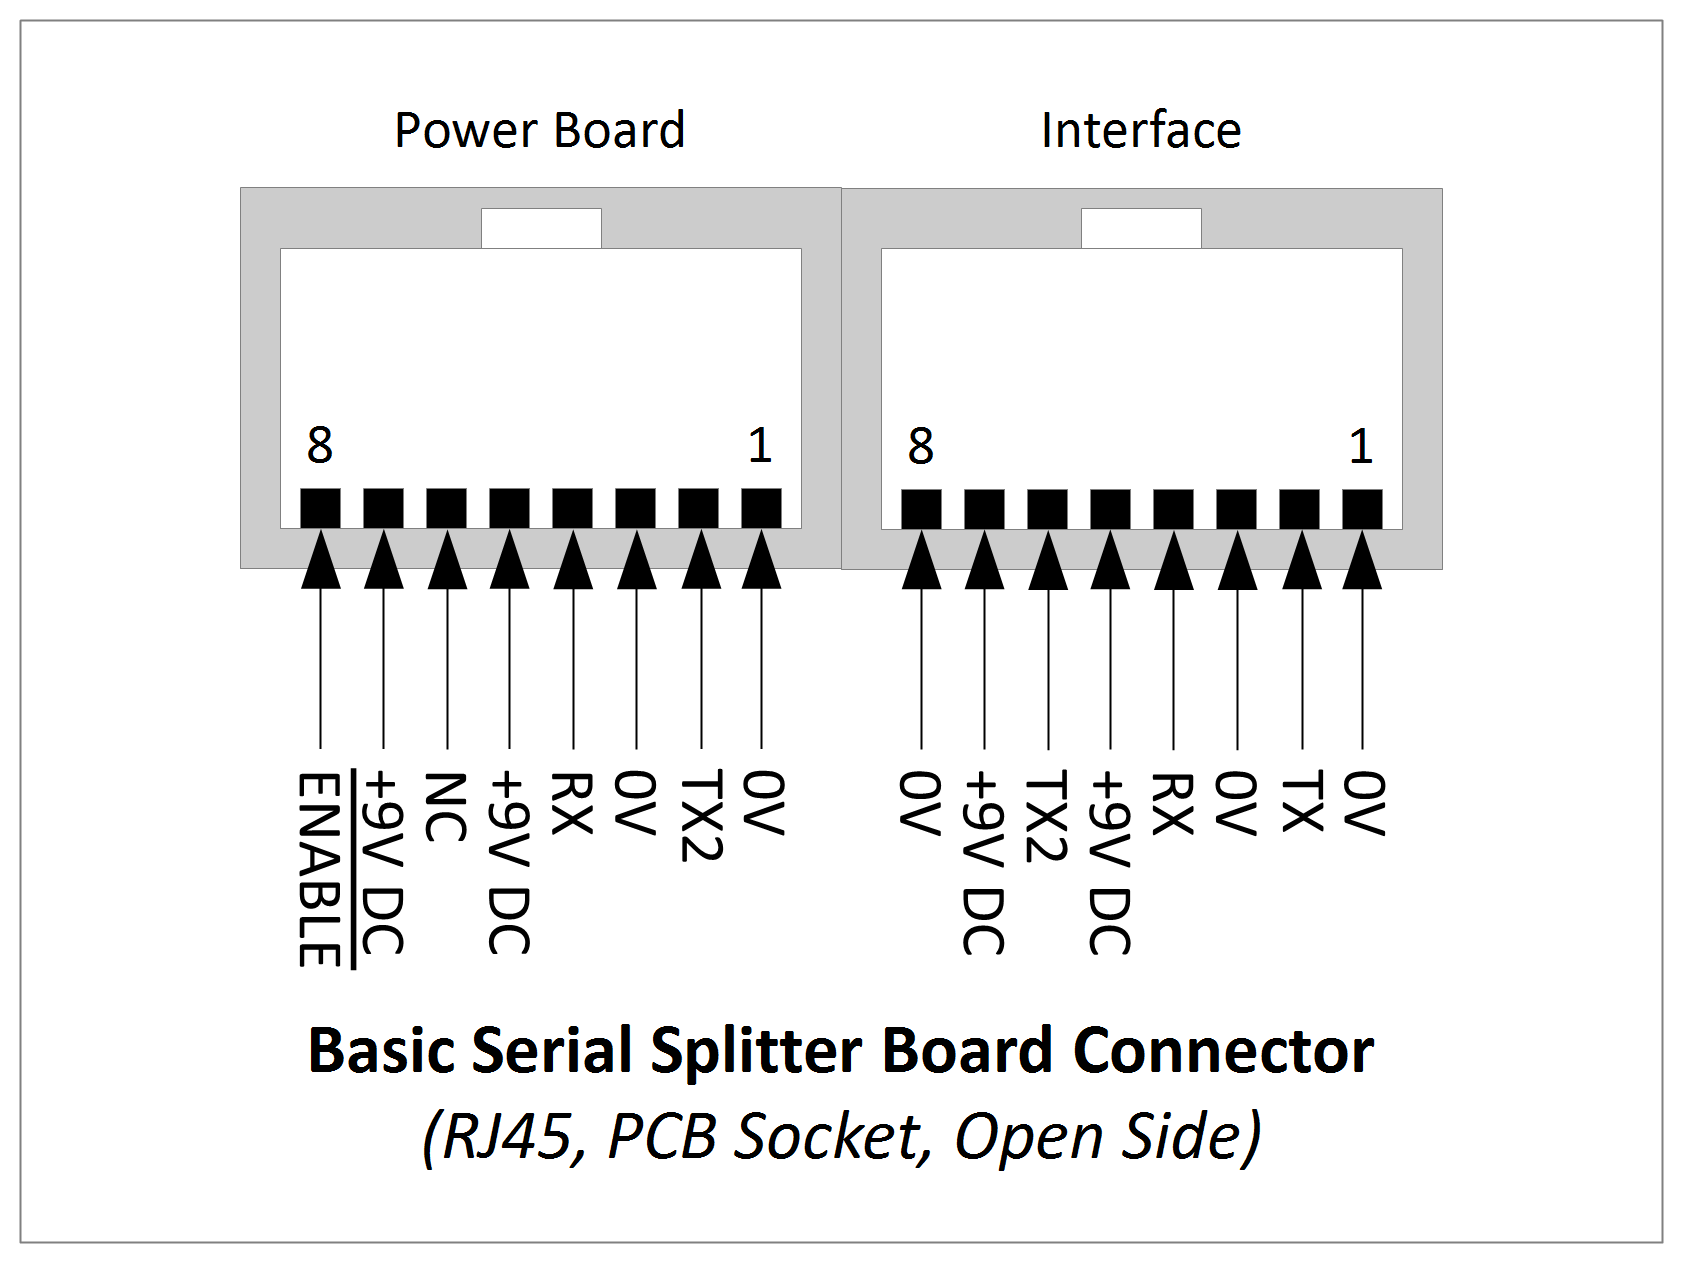 Power Board
Interface
8
1
8
1
ENABLE
+9V DC
NC
+9V DC
RX
0V
TX2
0V
0V
+9V DC
TX2
+9V DC
RX
0V
TX
0V
Basic Serial Splitter Board Connector
(RJ45, PCB Socket, Open Side)